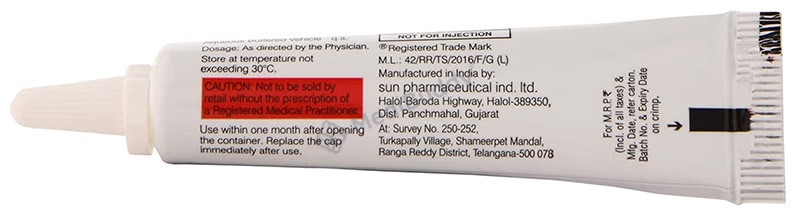 Aqueous Buffered Vehicle q.s.
Dosage: As directed by the Physician.
Store at temperature not
exceeding 30°C.
CAUTION: Not to be sold by
retail without the prescription of
a Registered Medical Practitioner.
Use within one month after opening
the container. Replace the cap
immediately after use.
NOT FOR INJECTION
®Registered Trade Mark
M.L.: 42/RR/TS/2016/F/G (L)
Manufactured in India by:
sun pharmaceutical ind. ltd.
Halol-Baroda Highway, Halol-389350,
Dist. Panchmahal, Gujarat
At: Survey No. 250-252,
Turkapally Village, Shameerpet Mandal,
Ranga Reddy District, Telangana-500 078
For M.R.P.₹
(Incl. of all taxes) &
Mfg. Date, refer carton.
Batch No. & Expiry Date
on crimp.